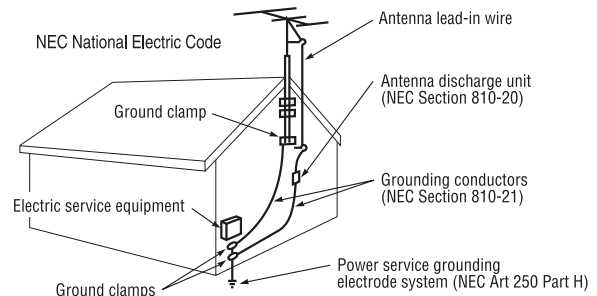 Antenna lead-in wire
NEC National Electric Code
Antenna discharge unit
(NEC Section 810-20)
Ground clamp
Grounding conductors
(NEC Section 810-21)
Electric service equipment
Power service grounding
electrode system (NEC Art 250 Part H)
Ground clamps